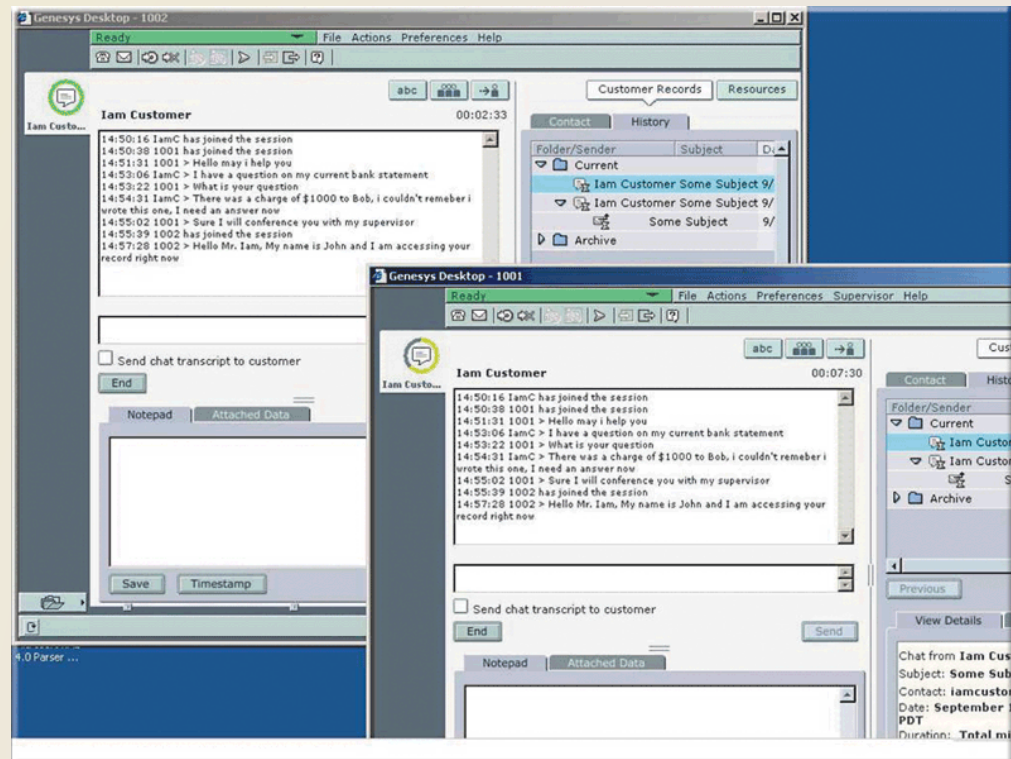 Genesys Desktop - 1002
Ready File Actions Preferences Help
abc
Customer Records Resources
Iam Custo...
Iam Customer 00:02:33
Contact History
14:50:16 IamC has joined the session
14:50:38 1001 has joined the session
14:51:31 1001 > Hello may i help you
14:53:06 IamC > I have a question on my current bank statement
14:53:22 1001 > What is your question
14:54:31 IamC > There was a charge of $1000 to Bob, i couldn't remeber i
wrote this one, I need an answer now
14:55:02 1001 > Sure I will conference you with my supervisor
14:55:39 1002 has joined the session
14:57:28 1002 > Hello Mr. Iam, My name is John and I am accessing your
record right now
Folder/Sender Subject
Current
Iam Customer Some Subject 9/
Iam Customer Some Subject 9/
Some Subject 9/
Archive
Send chat transcript to customer
End
Notepad Attached Data
Save Timestamp
4.0 Parser ...
Genesys Desktop - 1001
Ready File Actions Preferences Supervisor Help
abc
Cus
Iam Custo...
Iam Customer 00:07:30
Contact Histo
14:50:16 IamC has joined the session
14:50:38 1001 has joined the session
14:51:31 1001 > Hello may i help you
14:53:06 IamC > I have a question on my current bank statement
14:53:22 1001 > What is your question
14:54:31 IamC > There was a charge of $1000 to Bob, i couldn't remeber i
wrote this one, I need an answer now
14:55:02 1001 > Sure I will conference you with my supervisor
14:55:39 1002 has joined the session
14:57:28 1002 > Hello Mr. Iam, My name is John and I am accessing your
record right now
Folder/Sender
Current
Iam Custo
Iam Custo
S
Archive
Send chat transcript to customer
End Send
Notepad Attached Data
Previous
View Details
Chat from Iam Cus
Subject: Some Sub
Contact: iamcusto
Date: September
PDT
Duration: Total mi